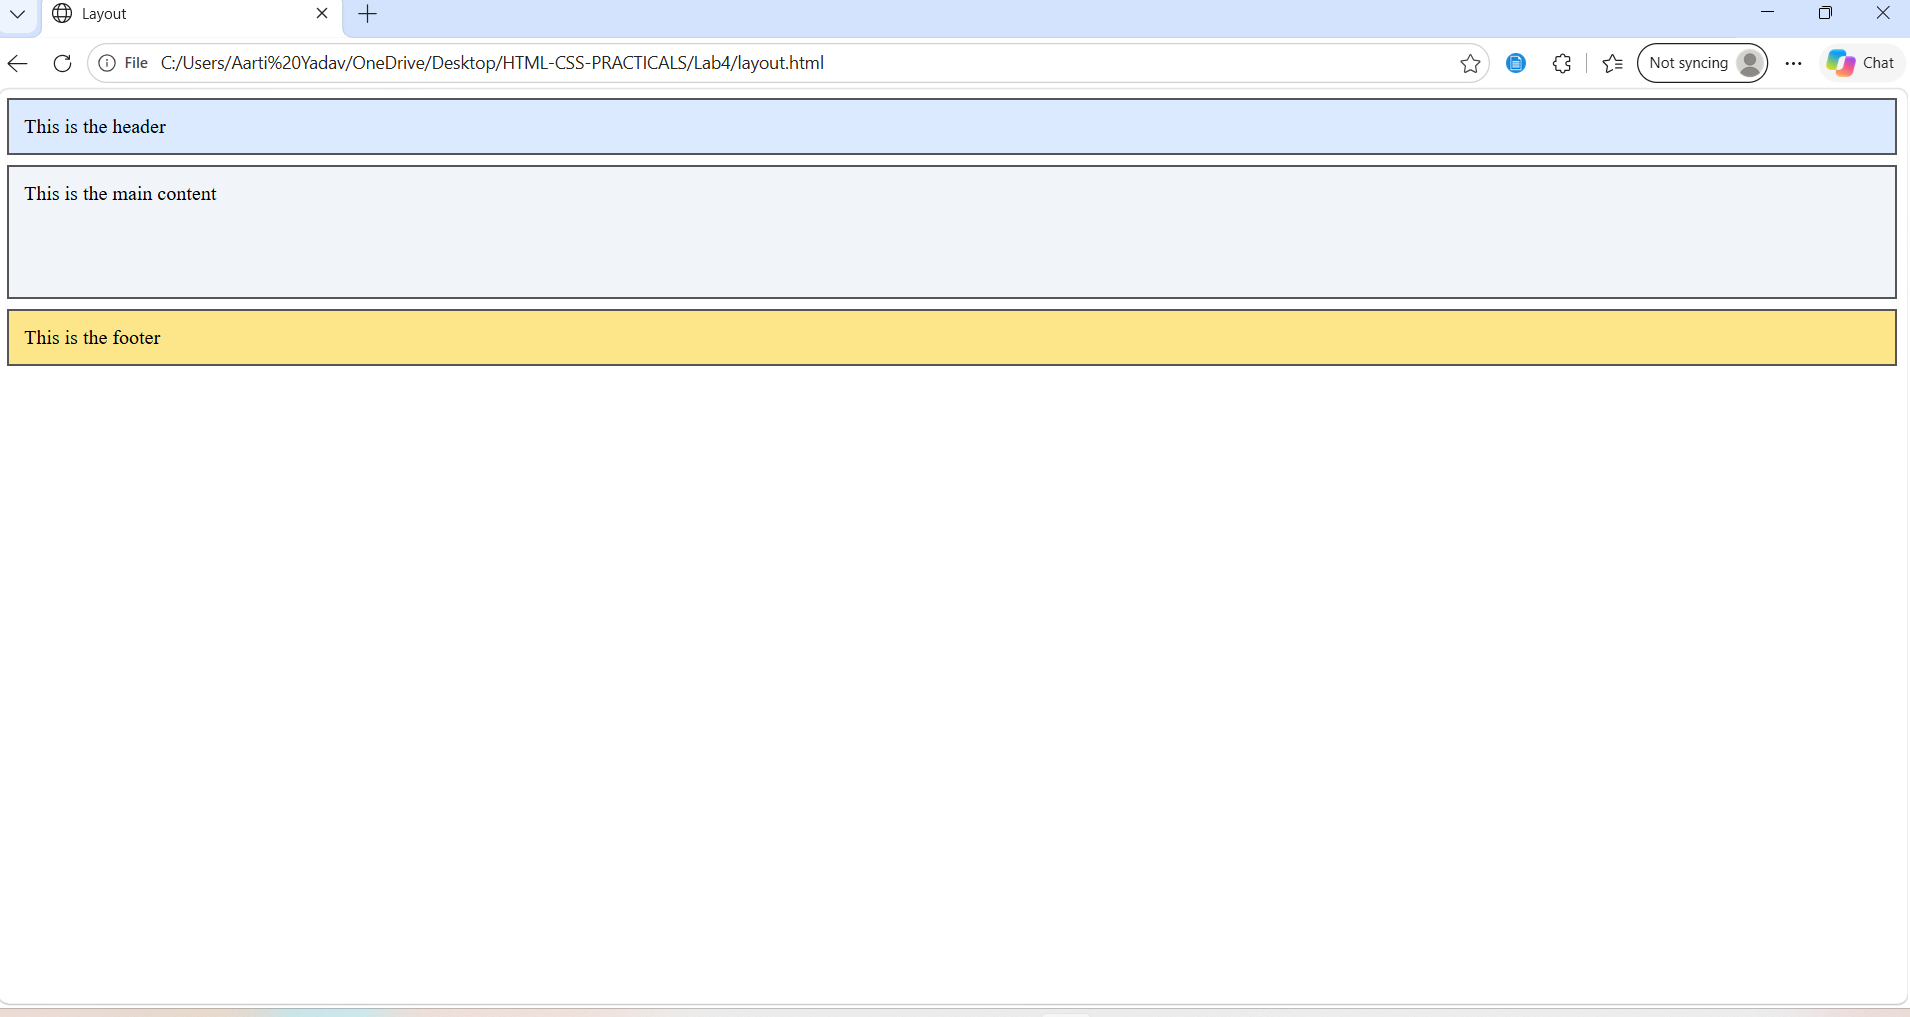 Layout
File C:/Users/Aarti%20Yadav/OneDrive/Desktop/HTML-CSS-PRACTICALS/Lab4/layout.html Not syncing Chat
This is the header
This is the main content
This is the footer